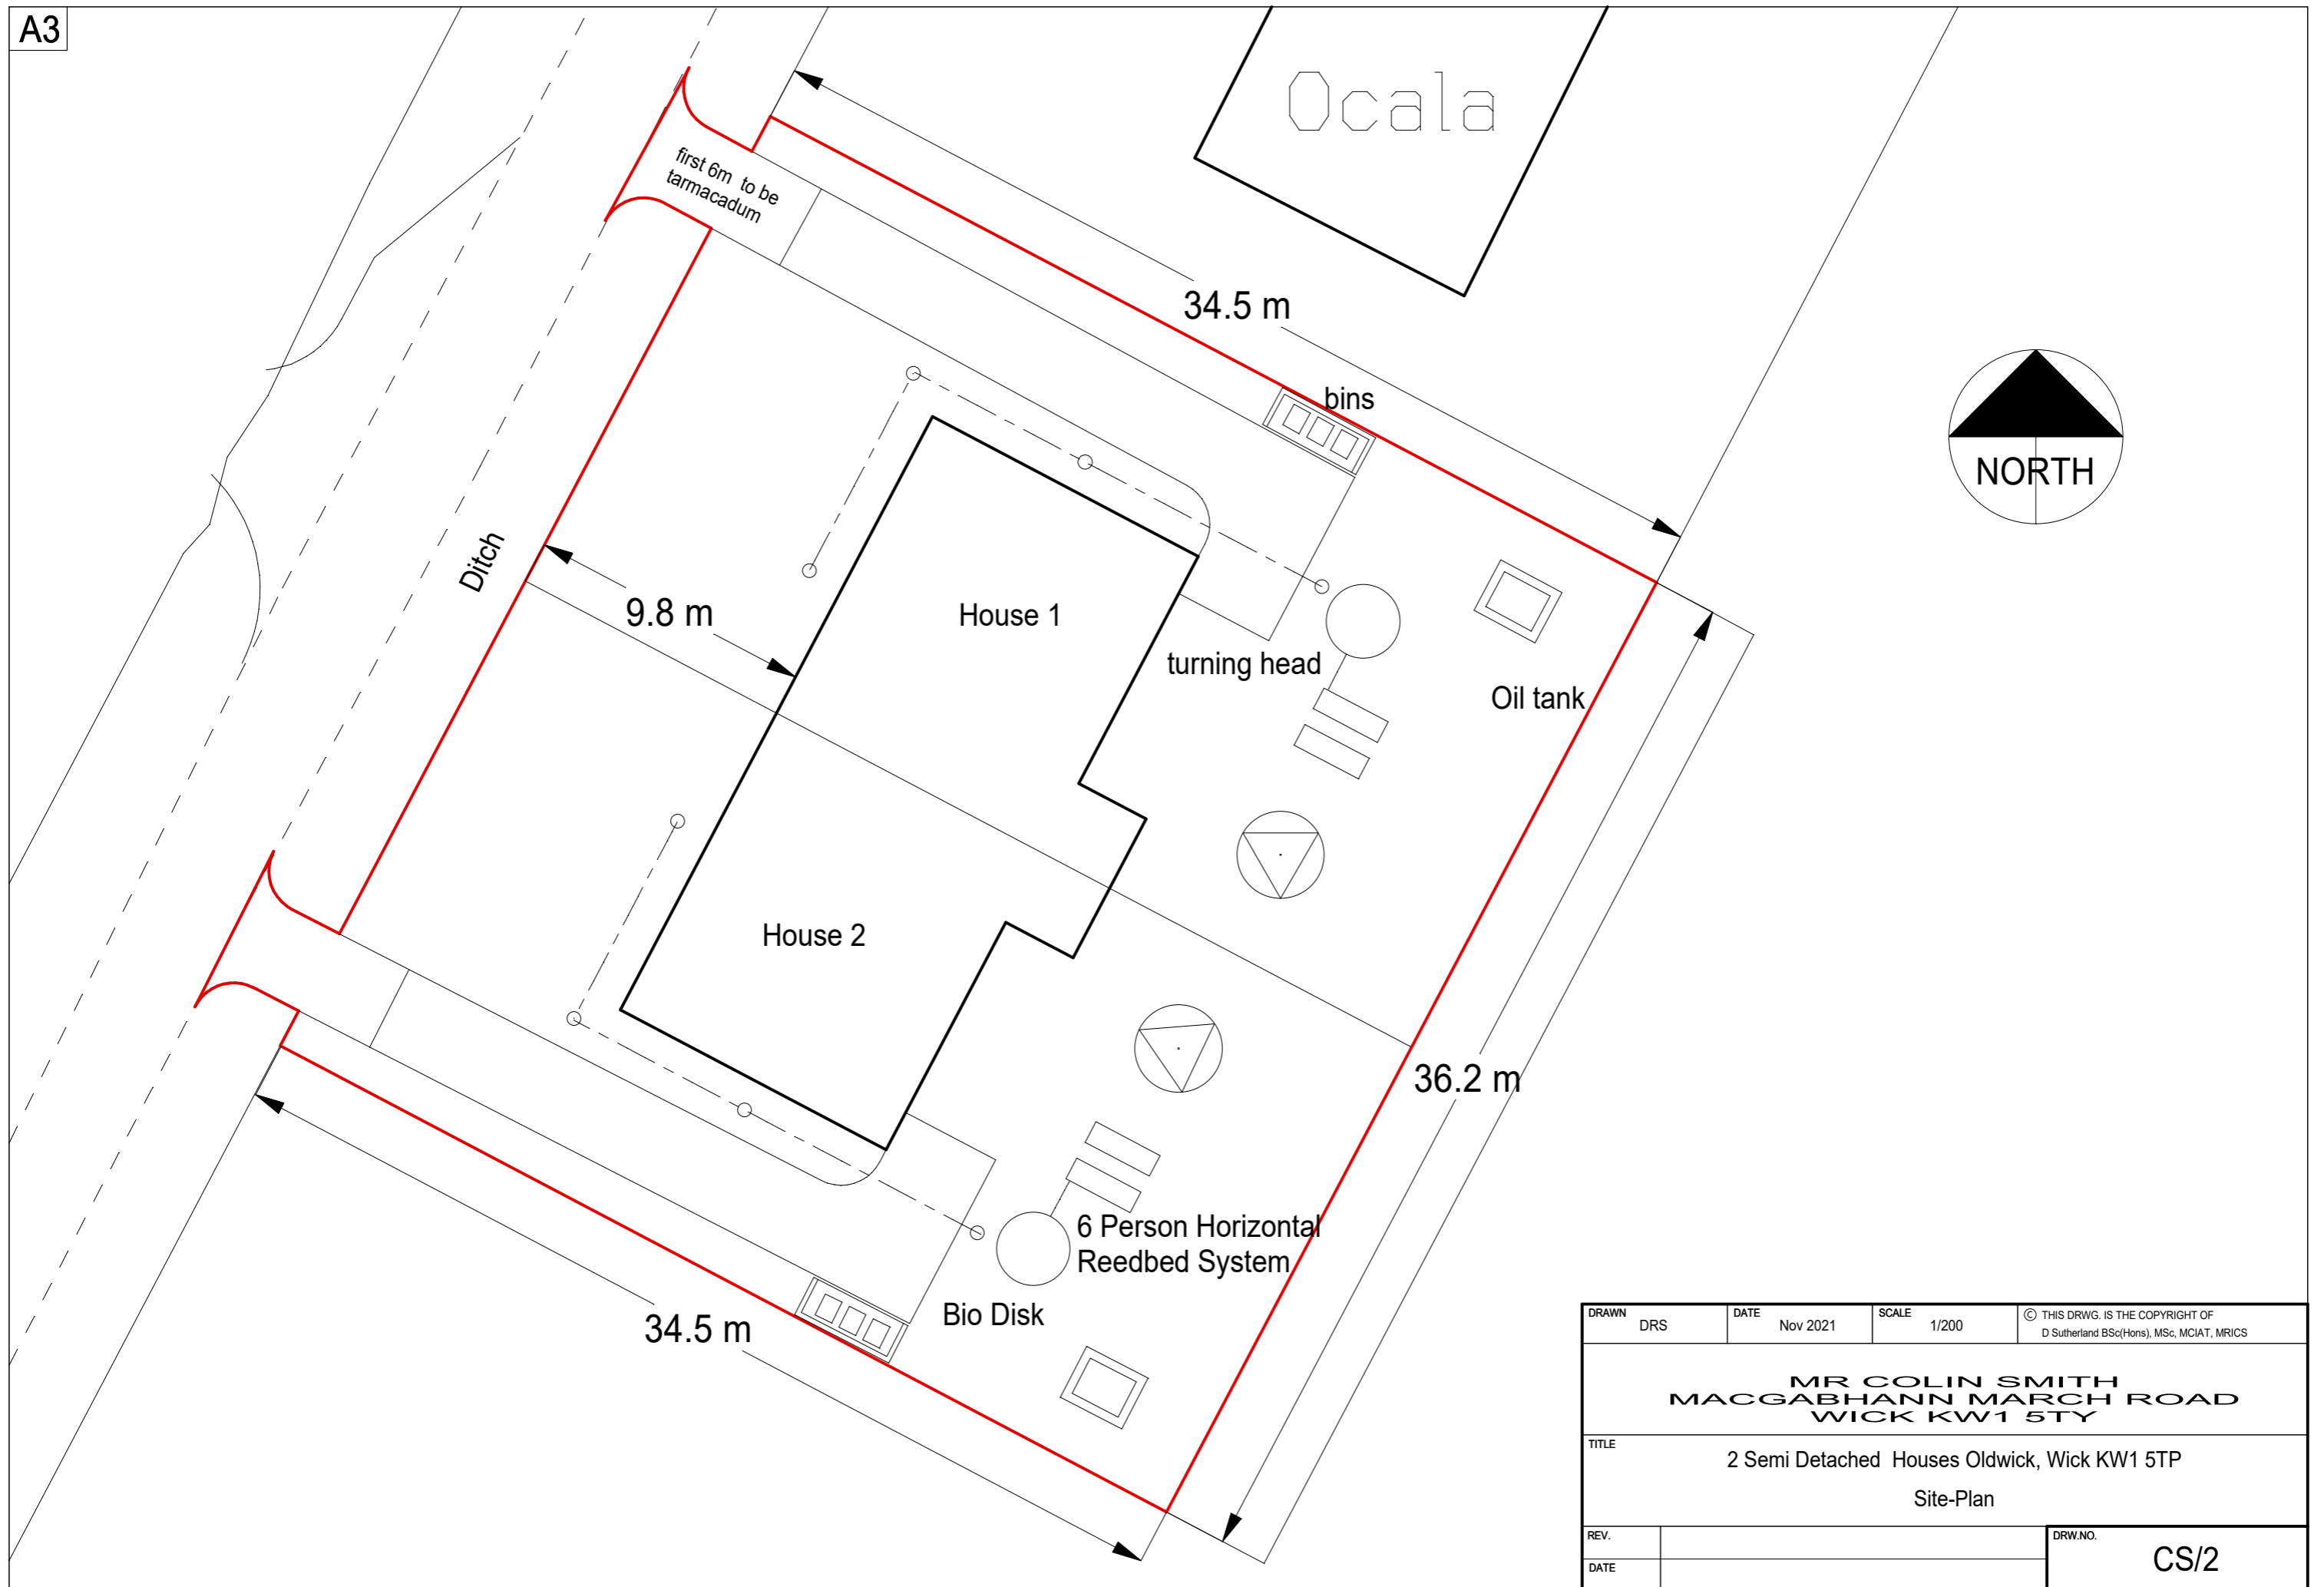 A3
Ocala
first 6m to be
tarmacadum
34.5 m
bins
NORTH
Ditch
9.8 m
House 1
turning head
Oil tank
House 2
36.2 m
6 Person Horizontal
Reedbed System
Bio Disk
34.5 m
DRAWN DRS
DATE Nov 2021
SCALE 1/200
© THIS DRWG. IS THE COPYRIGHT OF
D Sutherland BSc(Hons), MSc, MCIAT, MRICS
MR COLIN SMITH
MACGABHANN MARCH ROAD
WICK KW1 5TY
TITLE
2 Semi Detached Houses Oldwick, Wick KW1 5TP
Site-Plan
REV.
DATE
DRW.NO.
CS/2